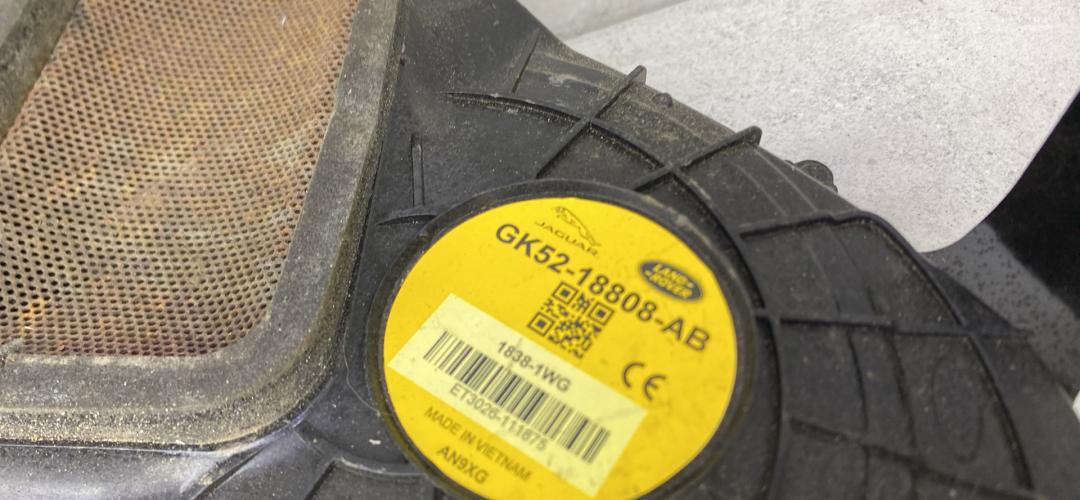 JAGUAR
GK52-18808-AB
LAND-
-ROVER
CE
1838-1WG
ET3026-111675
MADE IN VIETNAM
AN9XG